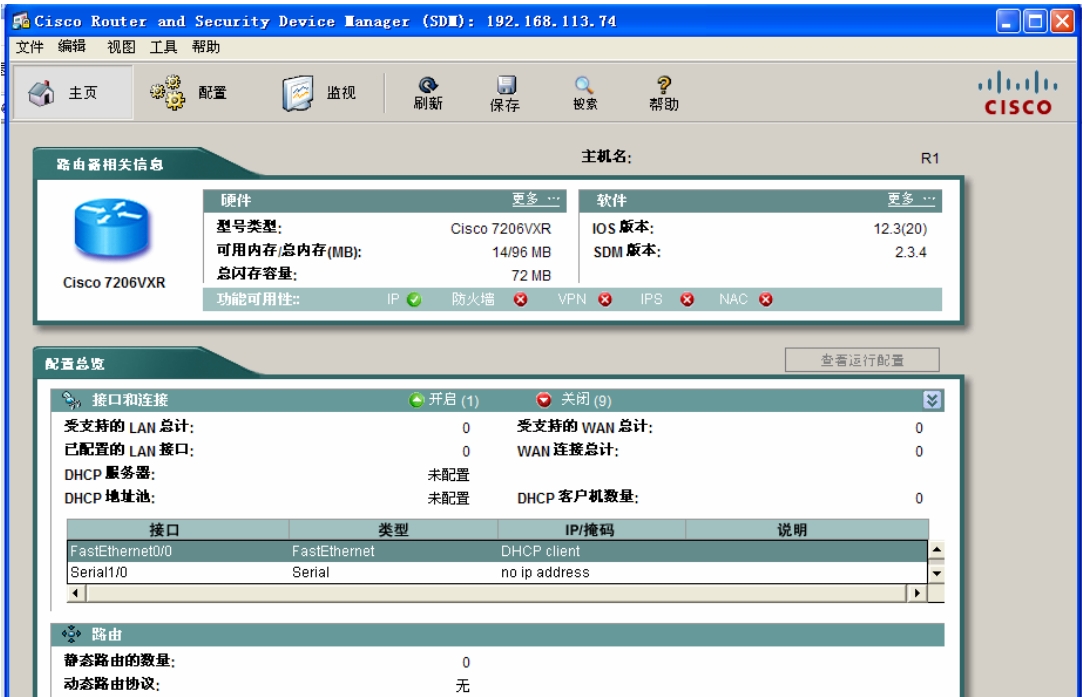 Cisco Router and Security Device Manager (SDM): 192.168.113.74
文件 编辑 视图 工具 帮助
主页 配置 监视 刷新 保存 搜索 帮助
CISCO
路由器相关信息 主机名: R1
硬件 更多 ... 软件 更多 ...
型号类型: Cisco 7206VXR IOS 版本: 12.3(20)
可用内存/总内存(MB): 14/96 MB SDM 版本: 2.3.4
总闪存容量: 72 MB
Cisco 7206VXR
功能可用性:: IP 防火墙 VPN IPS NAC
配置总览 查看运行配置
接口和连接 开启 (1) 关闭 (9)
受支持的 LAN 总计: 0 受支持的 WAN 总计: 0
已配置的 LAN 接口: 0 WAN 连接总计: 0
DHCP 服务器: 未配置
DHCP 地址池: 未配置 DHCP 客户机数量: 0
接口 类型 IP/掩码 说明
FastEthernet0/0 FastEthernet DHCP client
Serial1/0 Serial no ip address
路由
静态路由的数量: 0
动态路由协议: 无